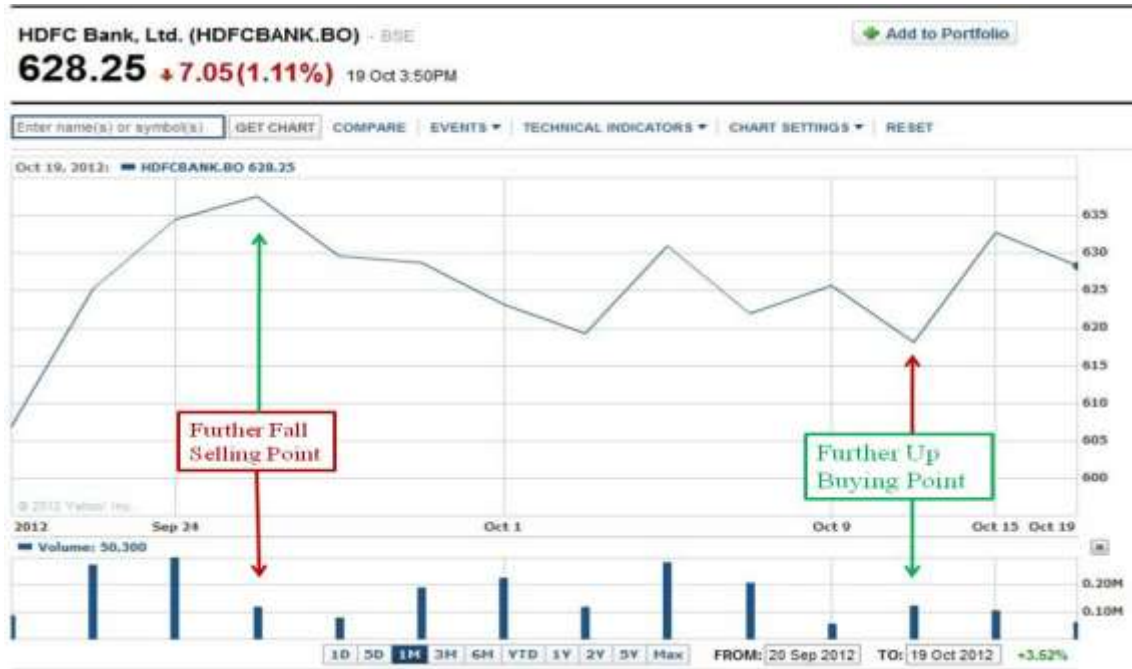 HDFC Bank, Ltd. (HDFCBANK.BO) - BSE
Add to Portfolio
628.25 7.05(1.11%) 19 Oct 3:50PM
Enter name(s) or symbol(s) GET CHART COMPARE EVENTS TECHNICAL INDICATORS CHART SETTINGS RESET
Oct 19, 2012: HDFCBANK.BO 628.25
635
630
625
620
615
610
605
600
Further Fall
Selling Point
Further Up
Buying Point
© 2012 Yahoo! Inc.
2012 Sep 24 Oct 1 Oct 9 Oct 15 Oct 19
Volume: 50,300
0.20M
0.10M
1D 5D 1M 3M 6M YTD 1Y 2Y 5Y Max FROM: 20 Sep 2012 TO: 19 Oct 2012 +3.52%